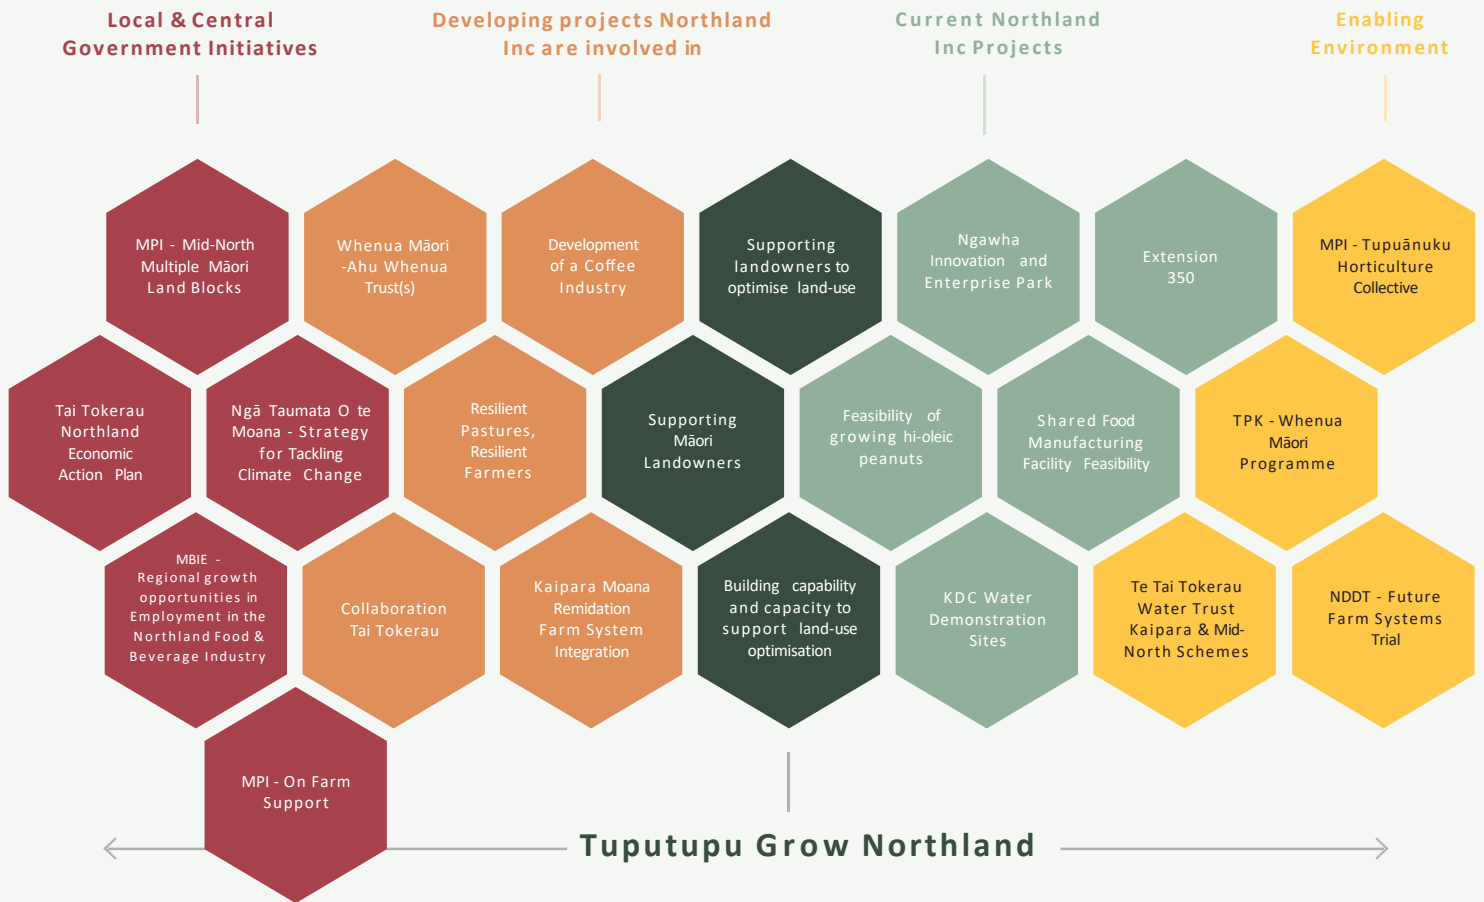 Local & Central
Government Initiatives
Developing projects Northland
Inc are involved in
Current Northland
Inc Projects
Enabling
Environment
MPI - Mid-North
Multiple Māori
Land Blocks
Whenua Māori
-Ahu Whenua
Trust(s)
Development
of a Coffee
Industry
Supporting
landowners to
optimise land-use
Ngawha
Innovation and
Enterprise Park
Extension
350
MPI - Tupuānuku
Horticulture
Collective
Tai Tokerau
Northland
Economic
Action Plan
Ngā Taumata O te
Moana - Strategy
for Tackling
Climate Change
Resilient
Pastures,
Resilient
Farmers
Supporting
Māori
Landowners
Feasibility of
growing hi-oleic
peanuts
Shared Food
Manufacturing
Facility Feasibility
TPK - Whenua
Māori
Programme
MBIE -
Regional growth
opportunities in
Employment in the
Northland Food &
Beverage Industry
Collaboration
Tai Tokerau
Kaipara Moana
Remidation
Farm System
Integration
Building capability
and capacity to
support land-use
optimisation
KDC Water
Demonstration
Sites
Te Tai Tokerau
Water Trust
Kaipara & Mid-
North Schemes
NDDT - Future
Farm Systems
Trial
MPI - On Farm
Support
Tuputupu Grow Northland